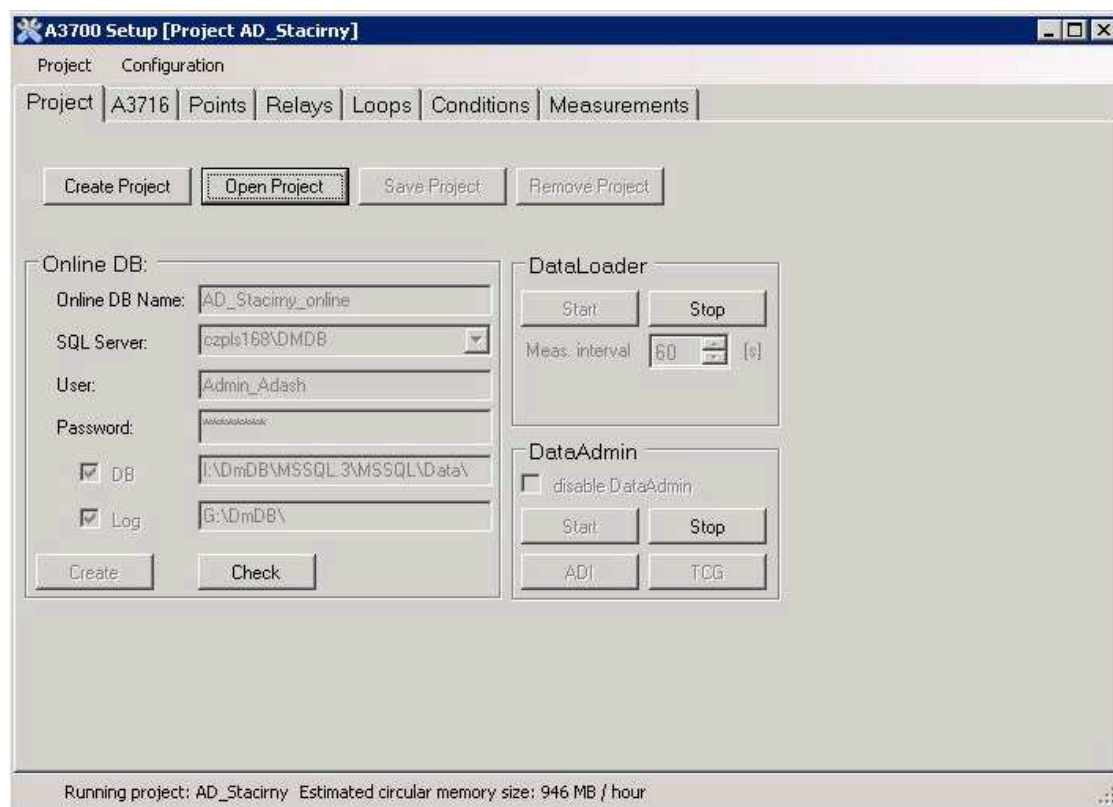 A3700 Setup [Project AD_Stacirny]
Project Configuration
Project A3716 Points Relays Loops Conditions Measurements
Create Project Open Project Save Project Remove Project
Online DB:
Online DB Name: AD_Stacirny_online
SQL Server: czpls168\DMDB
User: Admin_Adash
Password: **********
DB I:\DmDB\MSSQL.3\MSSQL\Data\
Log G:\DmDB\
Create Check
DataLoader
Start Stop
Meas. interval 60 [s]
DataAdmin
disable DataAdmin
Start Stop
ADI TCG
Running project: AD_Stacirny Estimated circular memory size: 946 MB / hour